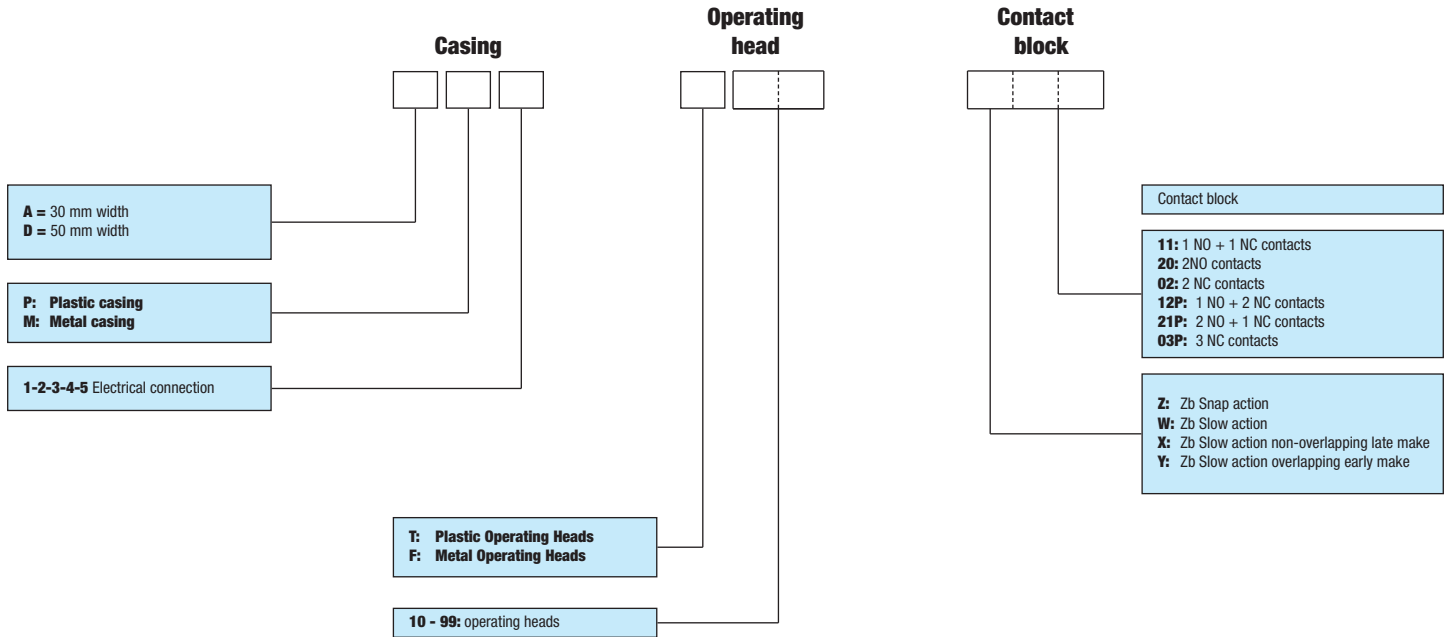 Casing
Operating
head
Contact
block
A = 30 mm width
D = 50 mm width
P: Plastic casing
M: Metal casing
1-2-3-4-5 Electrical connection
T: Plastic Operating Heads
F: Metal Operating Heads
10 - 99: operating heads
Contact block
11: 1 NO + 1 NC contacts
20: 2NO contacts
02: 2 NC contacts
12P: 1 NO + 2 NC contacts
21P: 2 NO + 1 NC contacts
03P: 3 NC contacts
Z: Zb Snap action
W: Zb Slow action
X: Zb Slow action non-overlapping late make
Y: Zb Slow action overlapping early make